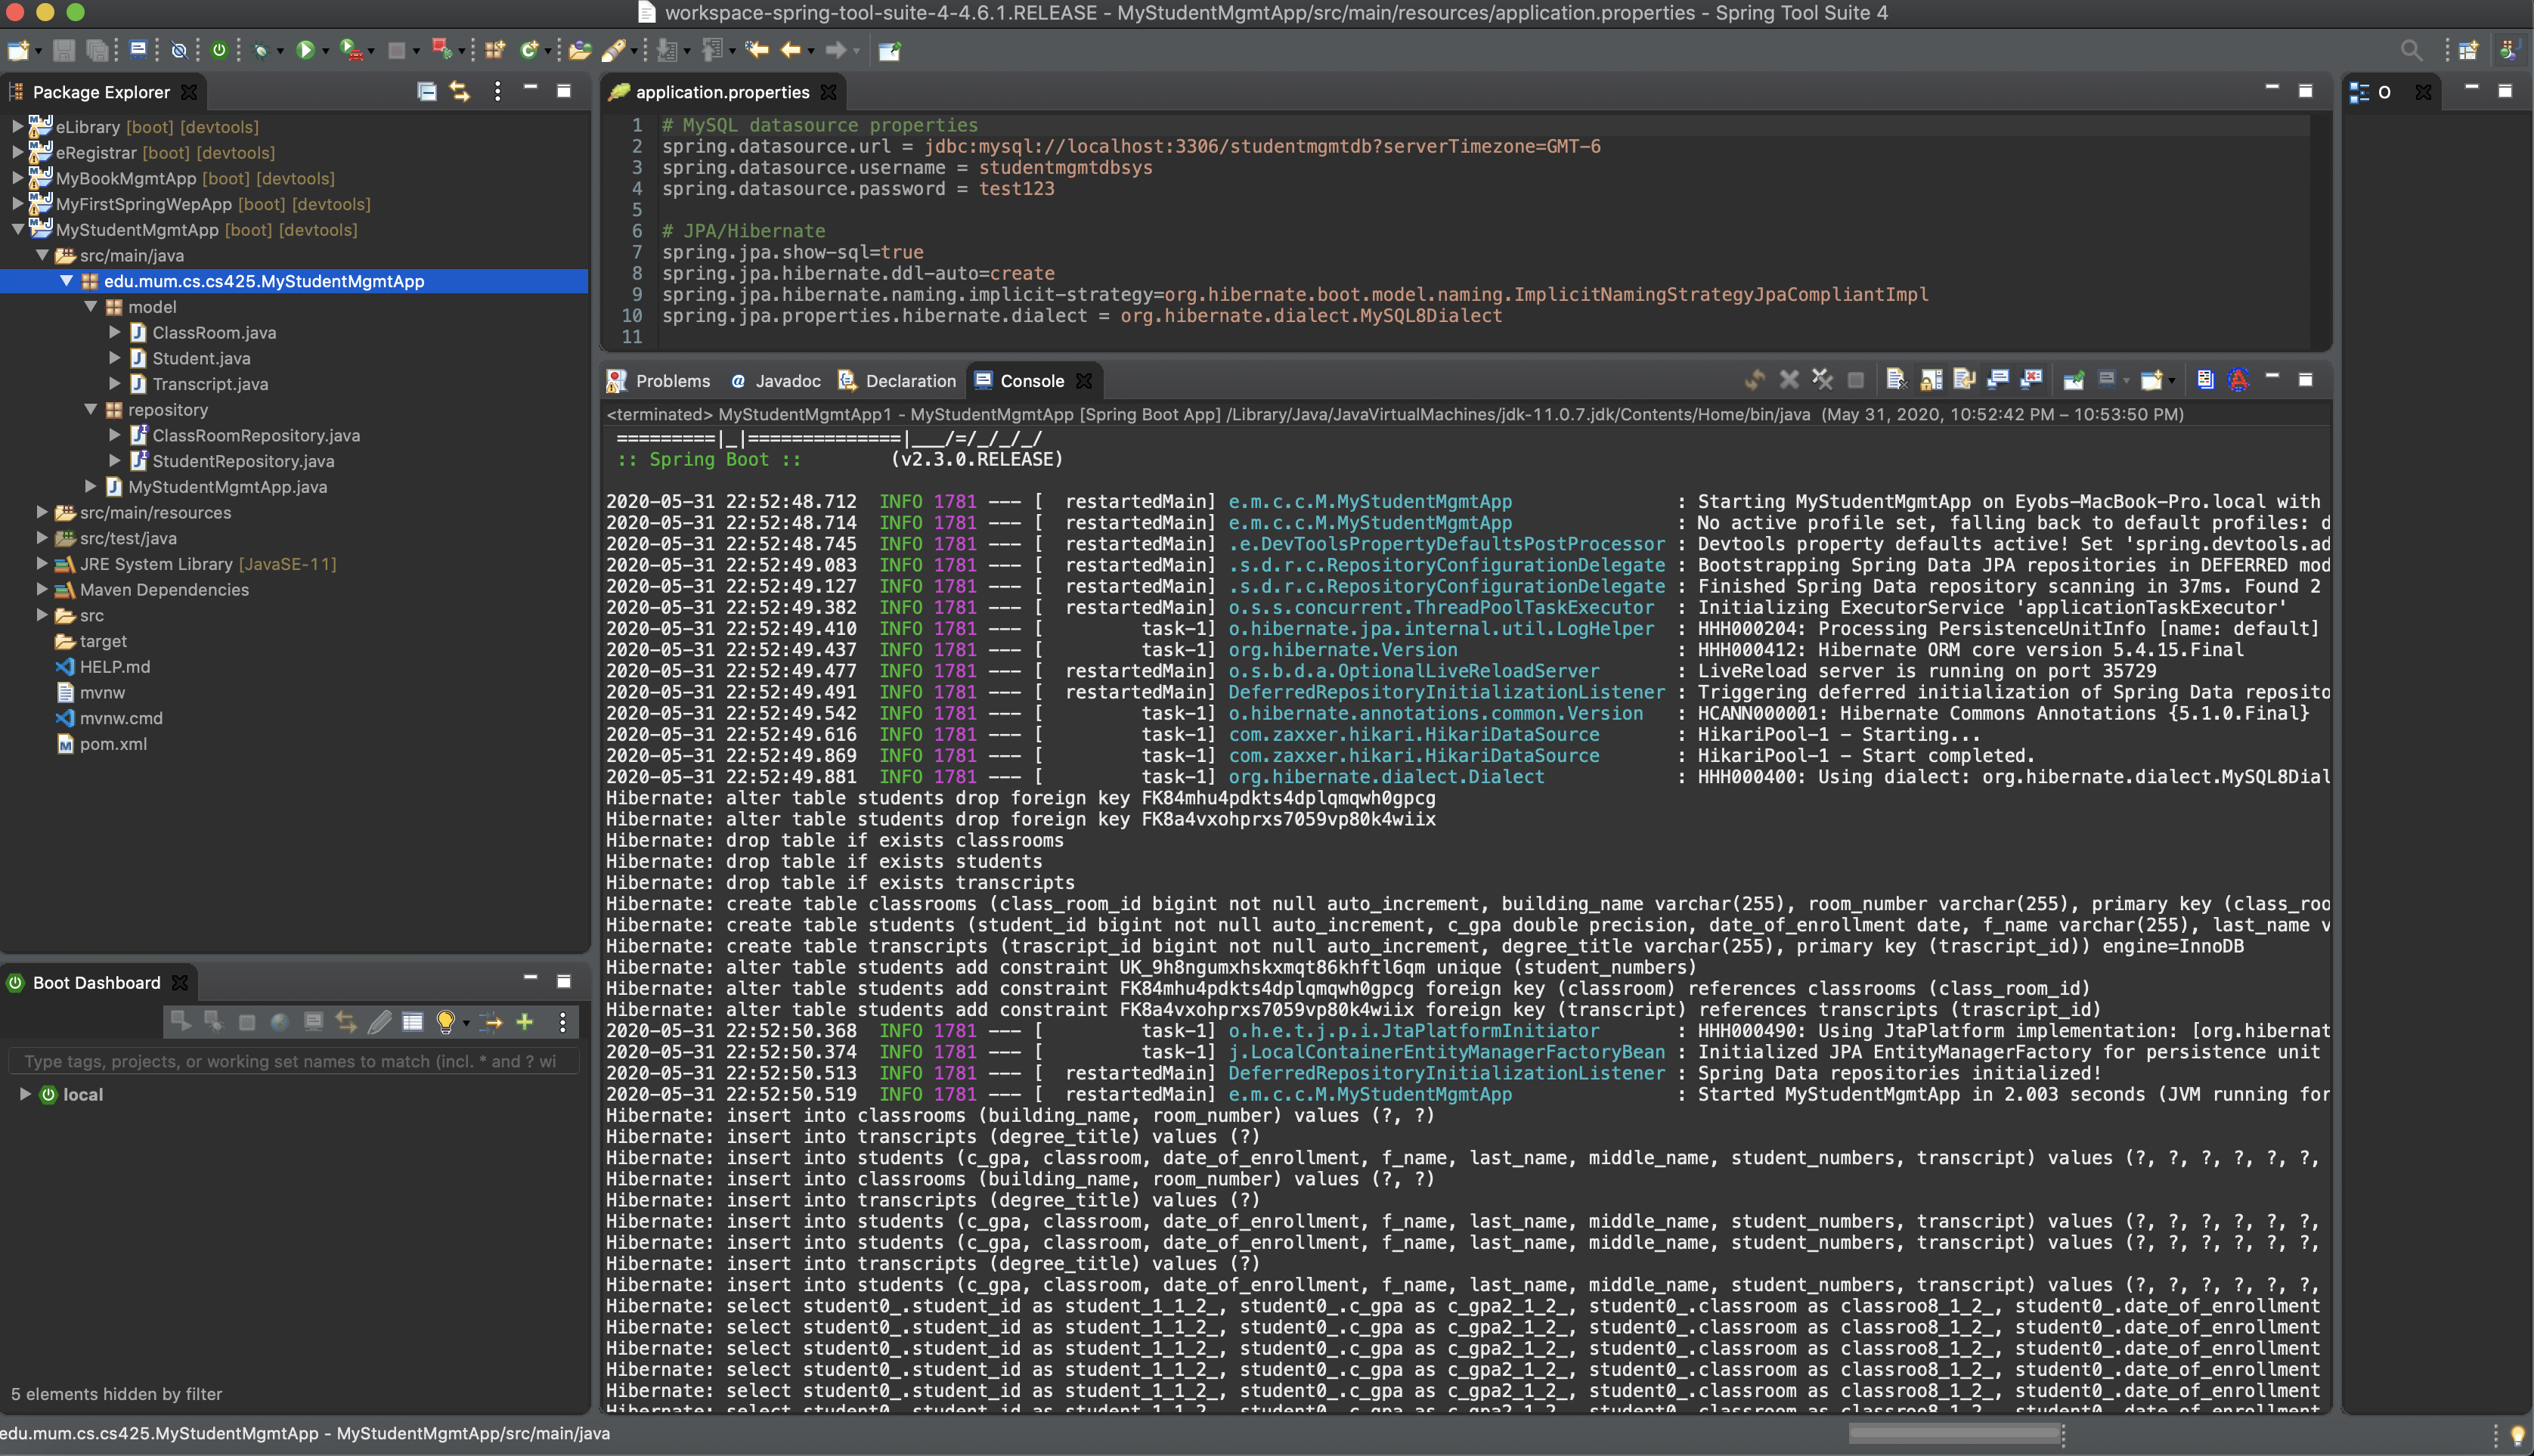 workspace-spring-tool-suite-4-4.6.1.RELEASE - MyStudentMgmtApp/src/main/resources/application.properties - Spring Tool Suite 4
Package Explorer
eLibrary [boot] [devtools]
eRegistrar [boot] [devtools]
MyBookMgmtApp [boot] [devtools]
MyFirstSpringWepApp [boot] [devtools]
MyStudentMgmtApp [boot] [devtools]
src/main/java
edu.mum.cs.cs425.MyStudentMgmtApp
model
ClassRoom.java
Student.java
Transcript.java
repository
ClassRoomRepository.java
StudentRepository.java
MyStudentMgmtApp.java
src/main/resources
src/test/java
JRE System Library [JavaSE-11]
Maven Dependencies
src
target
HELP.md
mvnw
mvnw.cmd
pom.xml
Boot Dashboard
Type tags, projects, or working set names to match (incl. * and ? wi
local
5 elements hidden by filter
application.properties
1 # MySQL datasource properties
2 spring.datasource.url = jdbc:mysql://localhost:3306/studentmgmtdb?serverTimezone=GMT-6
3 spring.datasource.username = studentmgmtdbsys
4 spring.datasource.password = test123
5
6 # JPA/Hibernate
7 spring.jpa.show-sql=true
8 spring.jpa.hibernate.ddl-auto=create
9 spring.jpa.hibernate.naming.implicit-strategy=org.hibernate.boot.model.naming.ImplicitNamingStrategyJpaCompliantImpl
10 spring.jpa.properties.hibernate.dialect = org.hibernate.dialect.MySQL8Dialect
11
O
Problems @ Javadoc Declaration Console
<terminated> MyStudentMgmtApp1 - MyStudentMgmtApp [Spring Boot App] /Library/Java/JavaVirtualMachines/jdk-11.0.7.jdk/Contents/Home/bin/java (May 31, 2020, 10:52:42 PM – 10:53:50 PM)
=========|_|==============|___/=/_/_/_/
:: Spring Boot :: (v2.3.0.RELEASE)
2020-05-31 22:52:48.712 INFO 1781 --- [ restartedMain] e.m.c.c.M.MyStudentMgmtApp : Starting MyStudentMgmtApp on Eyobs-MacBook-Pro.local with
2020-05-31 22:52:48.714 INFO 1781 --- [ restartedMain] e.m.c.c.M.MyStudentMgmtApp : No active profile set, falling back to default profiles: d
2020-05-31 22:52:48.745 INFO 1781 --- [ restartedMain] .e.DevToolsPropertyDefaultsPostProcessor : Devtools property defaults active! Set 'spring.devtools.ad
2020-05-31 22:52:49.083 INFO 1781 --- [ restartedMain] .s.d.r.c.RepositoryConfigurationDelegate : Bootstrapping Spring Data JPA repositories in DEFERRED mod
2020-05-31 22:52:49.127 INFO 1781 --- [ restartedMain] .s.d.r.c.RepositoryConfigurationDelegate : Finished Spring Data repository scanning in 37ms. Found 2
2020-05-31 22:52:49.382 INFO 1781 --- [ restartedMain] o.s.s.concurrent.ThreadPoolTaskExecutor : Initializing ExecutorService 'applicationTaskExecutor'
2020-05-31 22:52:49.410 INFO 1781 --- [ task-1] o.hibernate.jpa.internal.util.LogHelper : HHH000204: Processing PersistenceUnitInfo [name: default]
2020-05-31 22:52:49.437 INFO 1781 --- [ task-1] org.hibernate.Version : HHH000412: Hibernate ORM core version 5.4.15.Final
2020-05-31 22:52:49.477 INFO 1781 --- [ restartedMain] o.s.b.d.a.OptionalLiveReloadServer : LiveReload server is running on port 35729
2020-05-31 22:52:49.491 INFO 1781 --- [ restartedMain] DeferredRepositoryInitializationListener : Triggering deferred initialization of Spring Data reposito
2020-05-31 22:52:49.542 INFO 1781 --- [ task-1] o.hibernate.annotations.common.Version : HCANN000001: Hibernate Commons Annotations {5.1.0.Final}
2020-05-31 22:52:49.616 INFO 1781 --- [ task-1] com.zaxxer.hikari.HikariDataSource : HikariPool-1 - Starting...
2020-05-31 22:52:49.869 INFO 1781 --- [ task-1] com.zaxxer.hikari.HikariDataSource : HikariPool-1 - Start completed.
2020-05-31 22:52:49.881 INFO 1781 --- [ task-1] org.hibernate.dialect.Dialect : HHH000400: Using dialect: org.hibernate.dialect.MySQL8Dial
Hibernate: alter table students drop foreign key FK84mhu4pdkts4dplqmqwh0gpcg
Hibernate: alter table students drop foreign key FK8a4vxohprxs7059vp80k4wiix
Hibernate: drop table if exists classrooms
Hibernate: drop table if exists students
Hibernate: drop table if exists transcripts
Hibernate: create table classrooms (class_room_id bigint not null auto_increment, building_name varchar(255), room_number varchar(255), primary key (class_roo
Hibernate: create table students (student_id bigint not null auto_increment, c_gpa double precision, date_of_enrollment date, f_name varchar(255), last_name v
Hibernate: create table transcripts (trascript_id bigint not null auto_increment, degree_title varchar(255), primary key (trascript_id)) engine=InnoDB
Hibernate: alter table students add constraint UK_9h8ngumxhskxmqt86khftl6qm unique (student_numbers)
Hibernate: alter table students add constraint FK84mhu4pdkts4dplqmqwh0gpcg foreign key (classroom) references classrooms (class_room_id)
Hibernate: alter table students add constraint FK8a4vxohprxs7059vp80k4wiix foreign key (transcript) references transcripts (trascript_id)
2020-05-31 22:52:50.368 INFO 1781 --- [ task-1] o.h.e.t.j.p.i.JtaPlatformInitiator : HHH000490: Using JtaPlatform implementation: [org.hibernat
2020-05-31 22:52:50.374 INFO 1781 --- [ task-1] j.LocalContainerEntityManagerFactoryBean : Initialized JPA EntityManagerFactory for persistence unit
2020-05-31 22:52:50.513 INFO 1781 --- [ restartedMain] DeferredRepositoryInitializationListener : Spring Data repositories initialized!
2020-05-31 22:52:50.519 INFO 1781 --- [ restartedMain] e.m.c.c.M.MyStudentMgmtApp : Started MyStudentMgmtApp in 2.003 seconds (JVM running for
Hibernate: insert into classrooms (building_name, room_number) values (?, ?)
Hibernate: insert into transcripts (degree_title) values (?)
Hibernate: insert into students (c_gpa, classroom, date_of_enrollment, f_name, last_name, middle_name, student_numbers, transcript) values (?, ?, ?, ?, ?, ?,
Hibernate: insert into classrooms (building_name, room_number) values (?, ?)
Hibernate: insert into transcripts (degree_title) values (?)
Hibernate: insert into students (c_gpa, classroom, date_of_enrollment, f_name, last_name, middle_name, student_numbers, transcript) values (?, ?, ?, ?, ?, ?,
Hibernate: insert into students (c_gpa, classroom, date_of_enrollment, f_name, last_name, middle_name, student_numbers, transcript) values (?, ?, ?, ?, ?, ?,
Hibernate: insert into transcripts (degree_title) values (?)
Hibernate: insert into students (c_gpa, classroom, date_of_enrollment, f_name, last_name, middle_name, student_numbers, transcript) values (?, ?, ?, ?, ?, ?,
Hibernate: select student0_.student_id as student_1_1_2_, student0_.c_gpa as c_gpa2_1_2_, student0_.classroom as classroo8_1_2_, student0_.date_of_enrollment
Hibernate: select student0_.student_id as student_1_1_2_, student0_.c_gpa as c_gpa2_1_2_, student0_.classroom as classroo8_1_2_, student0_.date_of_enrollment
Hibernate: select student0_.student_id as student_1_1_2_, student0_.c_gpa as c_gpa2_1_2_, student0_.classroom as classroo8_1_2_, student0_.date_of_enrollment
Hibernate: select student0_.student_id as student_1_1_2_, student0_.c_gpa as c_gpa2_1_2_, student0_.classroom as classroo8_1_2_, student0_.date_of_enrollment
Hibernate: select student0_.student_id as student_1_1_2_, student0_.c_gpa as c_gpa2_1_2_, student0_.classroom as classroo8_1_2_, student0_.date_of_enrollment
Hibernate: select student0_.student_id as student_1_1_2_, student0_.c_gpa as c_gpa2_1_2_, student0_.classroom as classroo8_1_2_, student0_.date_of_enrollment
edu.mum.cs.cs425.MyStudentMgmtApp - MyStudentMgmtApp/src/main/java